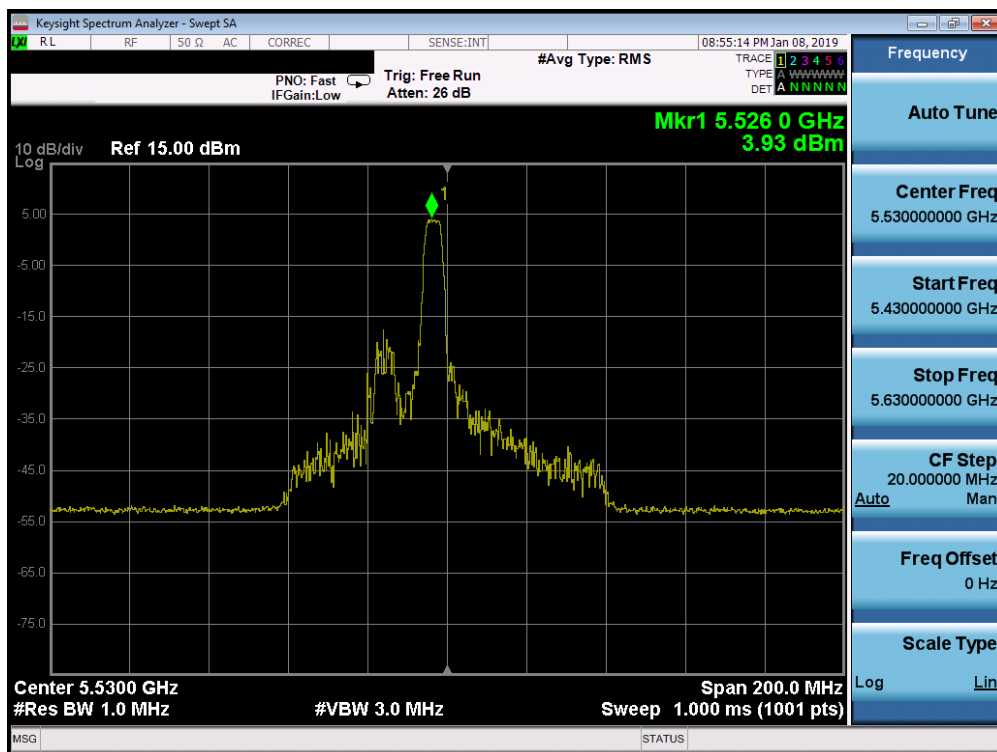 Keysight Spectrum Analyzer - Swept SA
LXI RL RF 50 Ω AC CORREC SENSE:INT 08:55:14 PM Jan 08, 2019
#Avg Type: RMS
TRACE 1 2 3 4 5 6
TYPE A WWWWW
DET A N N N N N
PNO: Fast
IFGain:Low
Trig: Free Run
Atten: 26 dB
Mkr1 5.526 0 GHz
3.93 dBm
10 dB/div
Log
Ref 15.00 dBm
1
5.00
-5.00
-15.0
-25.0
-35.0
-45.0
-55.0
-65.0
-75.0
Center 5.5300 GHz
Span 200.0 MHz
#Res BW 1.0 MHz
#VBW 3.0 MHz
Sweep 1.000 ms (1001 pts)
MSG
STATUS
Frequency
Auto Tune
Center Freq
5.530000000 GHz
Start Freq
5.430000000 GHz
Stop Freq
5.630000000 GHz
CF Step
20.000000 MHz
Auto Man
Freq Offset
0 Hz
Scale Type
Log Lin